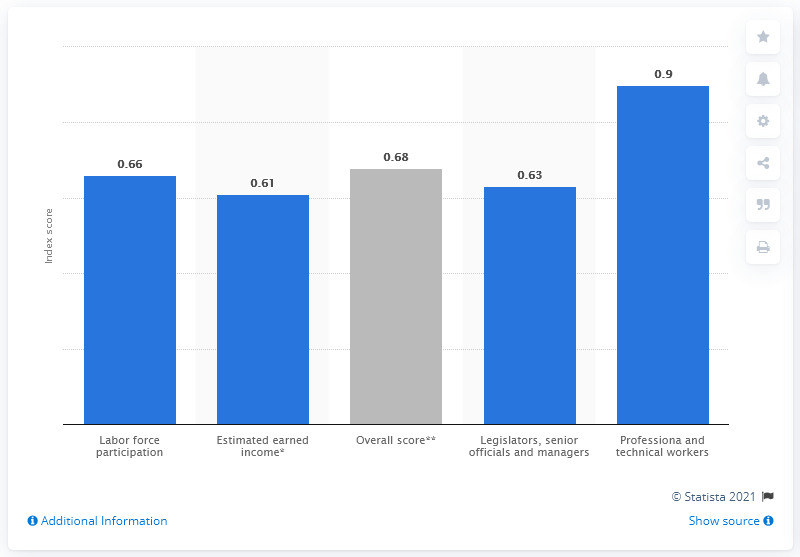 Index score
0.66
0.61
0.68
0.63
0.9
Labor force
participation
Estimated earned
income*
Overall score**
Legislators, senior
officials and managers
Professiona and
technical workers
© Statista 2021
Additional Information
Show source